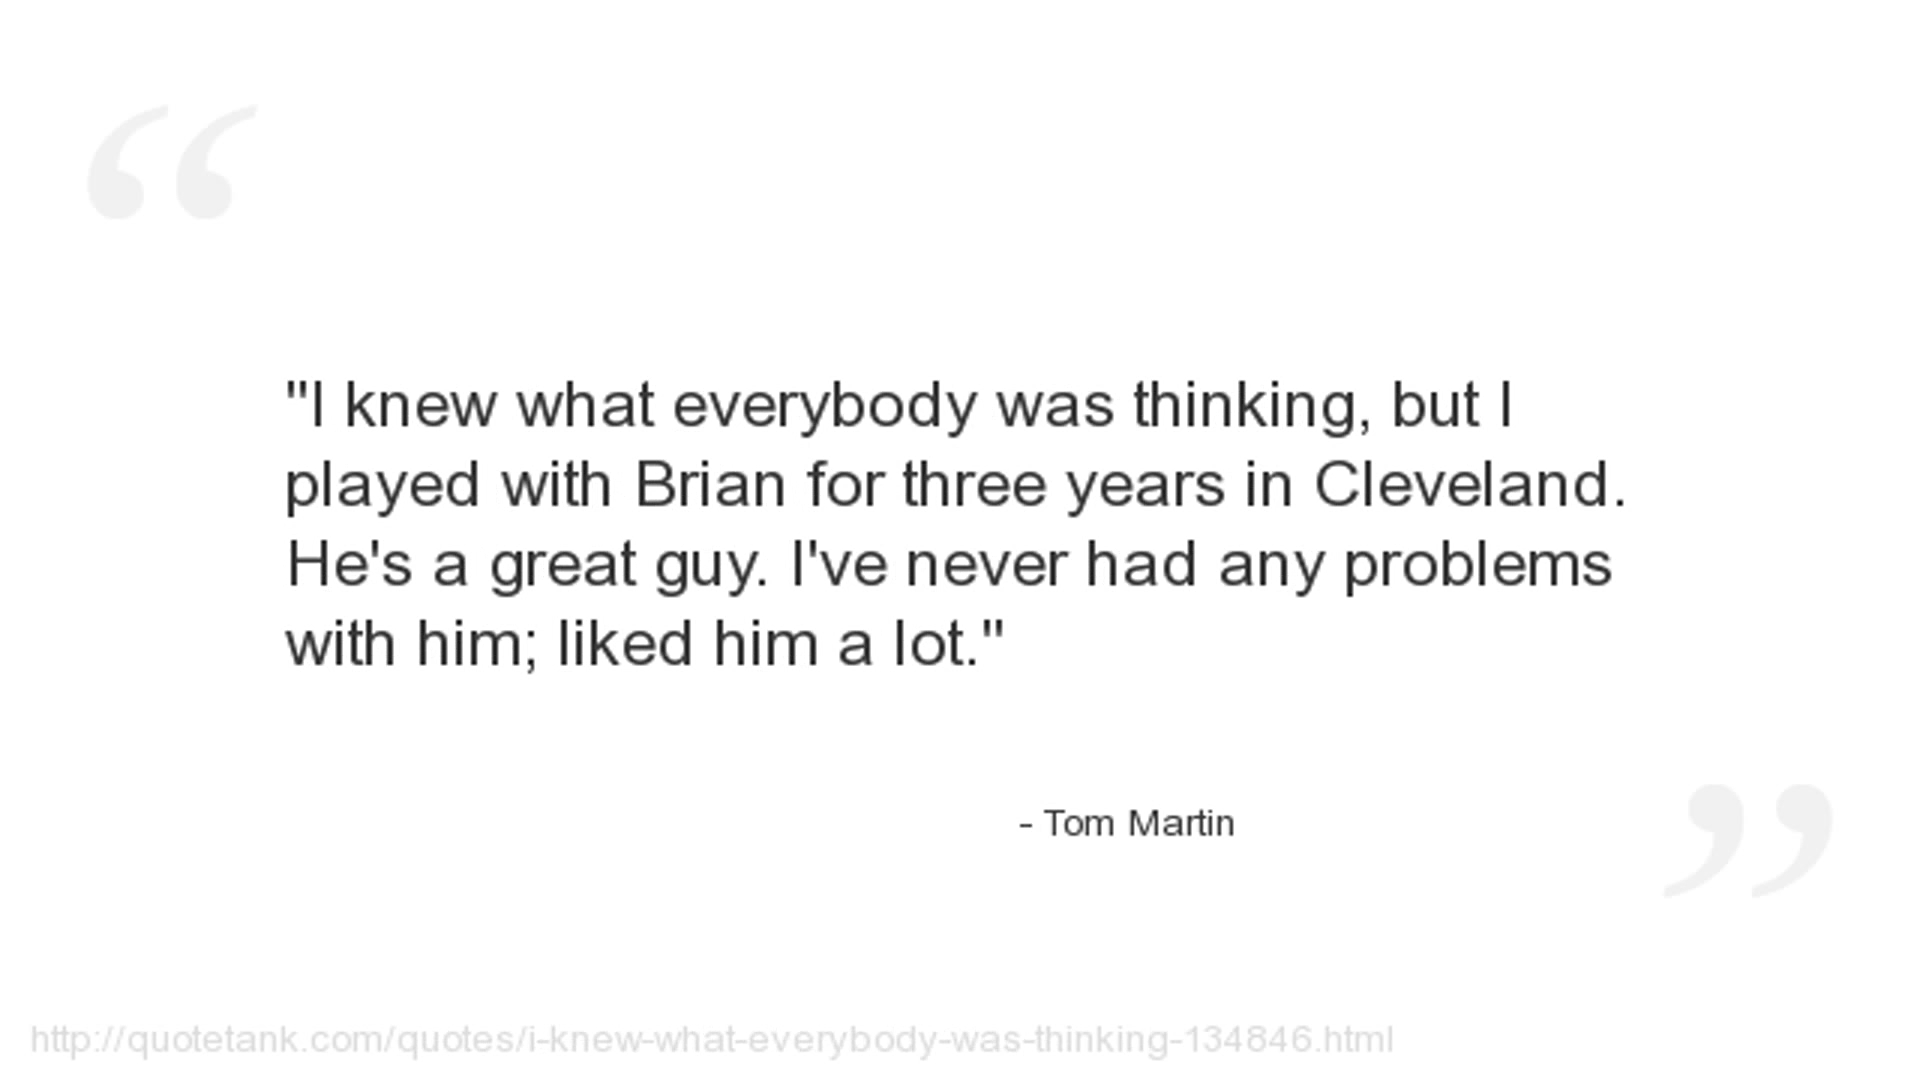 "I knew what everybody was thinking, but I
played with Brian for three years in Cleveland.
He's a great guy. I've never had any problems
with him; liked him a lot."
- Tom Martin
http://quotetank.com/quotes/i-knew-what-everybody-was-thinking-134846.html